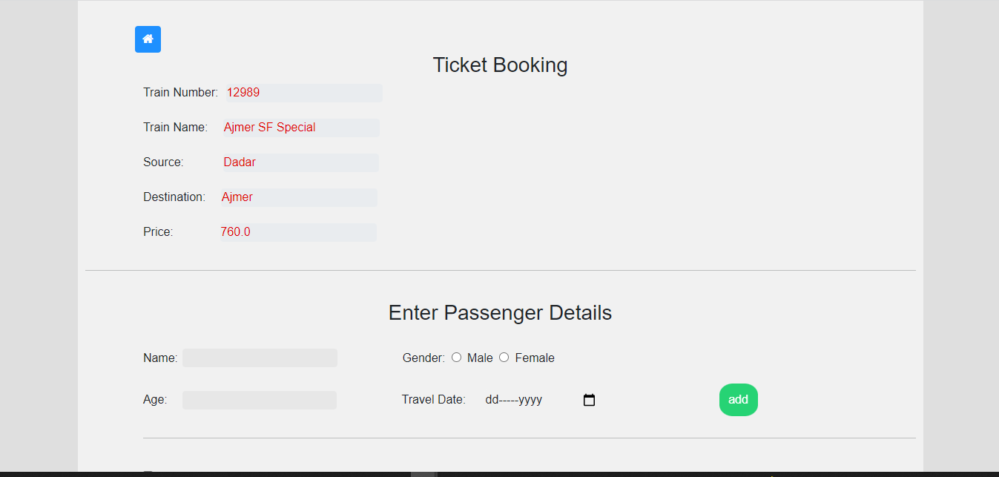 Ticket Booking
Train Number: 12989
Train Name: Ajmer SF Special
Source: Dadar
Destination: Ajmer
Price: 760.0
Enter Passenger Details
Name: Gender: Male Female
Age: Travel Date: dd-----yyyy add